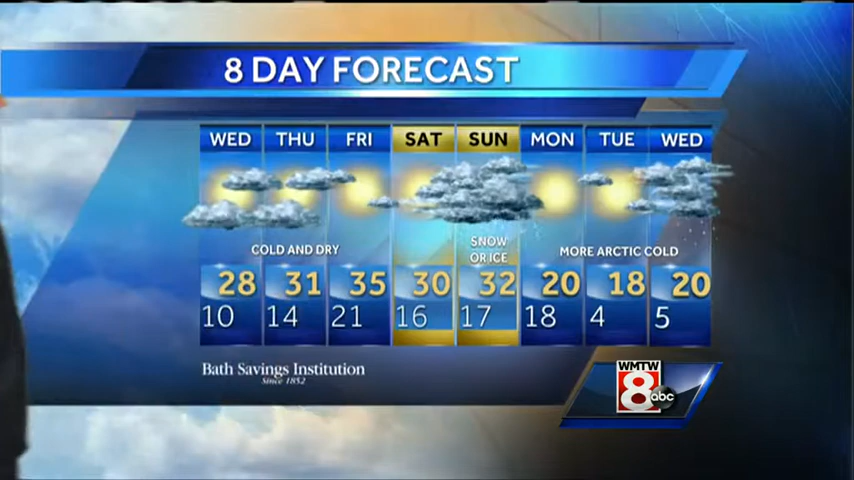 8 DAY FORECAST
WED THU FRI SAT SUN MON TUE WED
COLD AND DRY
SNOW
OR ICE
MORE ARCTIC COLD
28 31 35 30 32 20 18 20
10 14 21 16 17 18 4 5
Bath Savings Institution
Since 1852
WMTW
8
abc